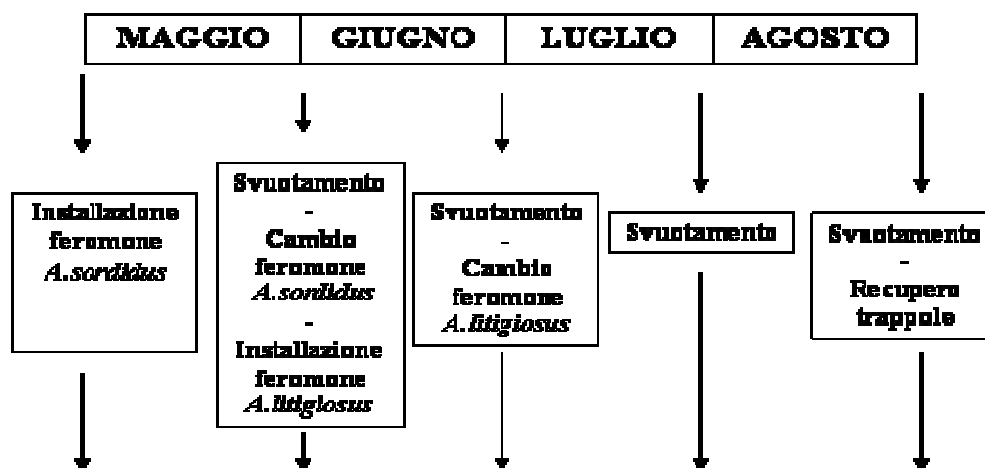 MAGGIO GIUGNO LUGLIO AGOSTO
Installazione
feromone
A.sordidus
Svuotamento
-
Cambio
feromone
A.sordidus
-
Installazione
feromone
A.litigiosus
Svuotamento
-
Cambio
feromone
A.litigiosus
Svuotamento
Svuotamento
-
Recupero
trappole